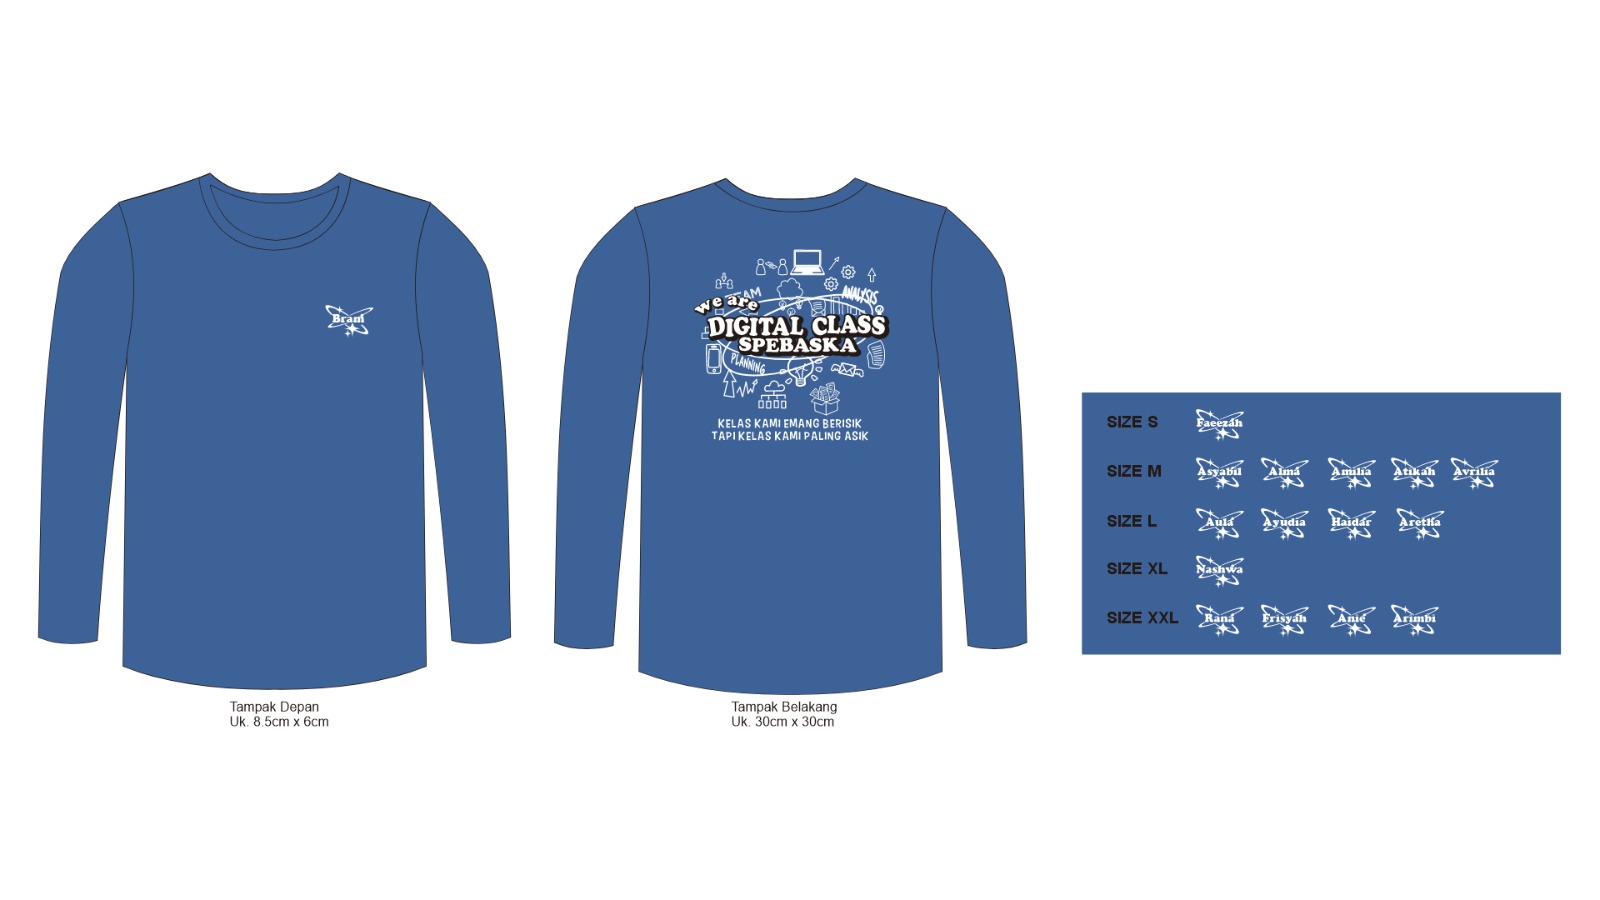 Bram
Tampak Depan
Uk. 8.5cm x 6cm
ANALYSIS
we are
DIGITAL CLASS
SPEBASKA
PLANNING
KELAS KAMI EMANG BERISIK
TAPI KELAS KAMI PALING ASIK
Tampak Belakang
Uk. 30cm x 30cm
SIZE S Faeezah
SIZE M Asyabil Alma Amilia Atikah Avrilia
SIZE L Aula Ayudia Haidar Aretha
SIZE XL Nashwa
SIZE XXL Rana Frisyah Anie Arimbi